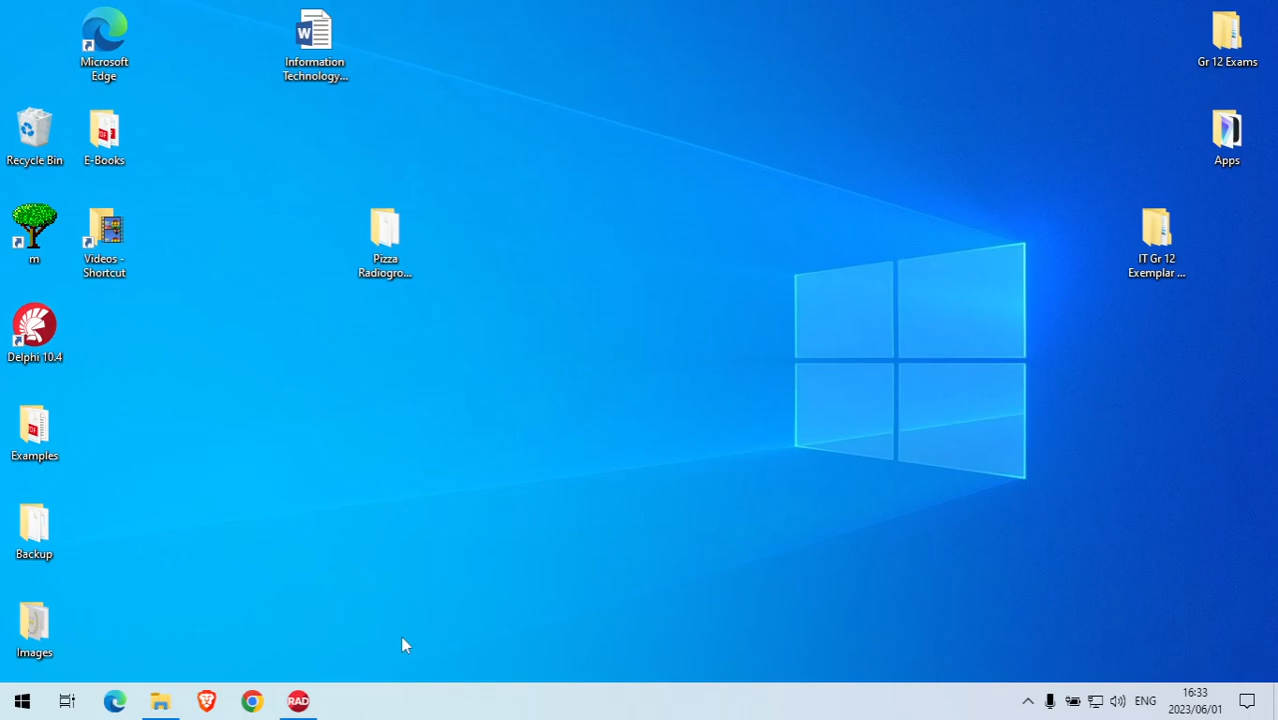 Microsoft
Edge
Information
Technology...
Gr 12 Exams
Recycle Bin
E-Books
Apps
m
Videos -
Shortcut
Pizza
Radiogro...
IT Gr 12
Exemplar ...
Delphi 10.4
Examples
Backup
Images
RAD
ENG
16:33
2023/06/01